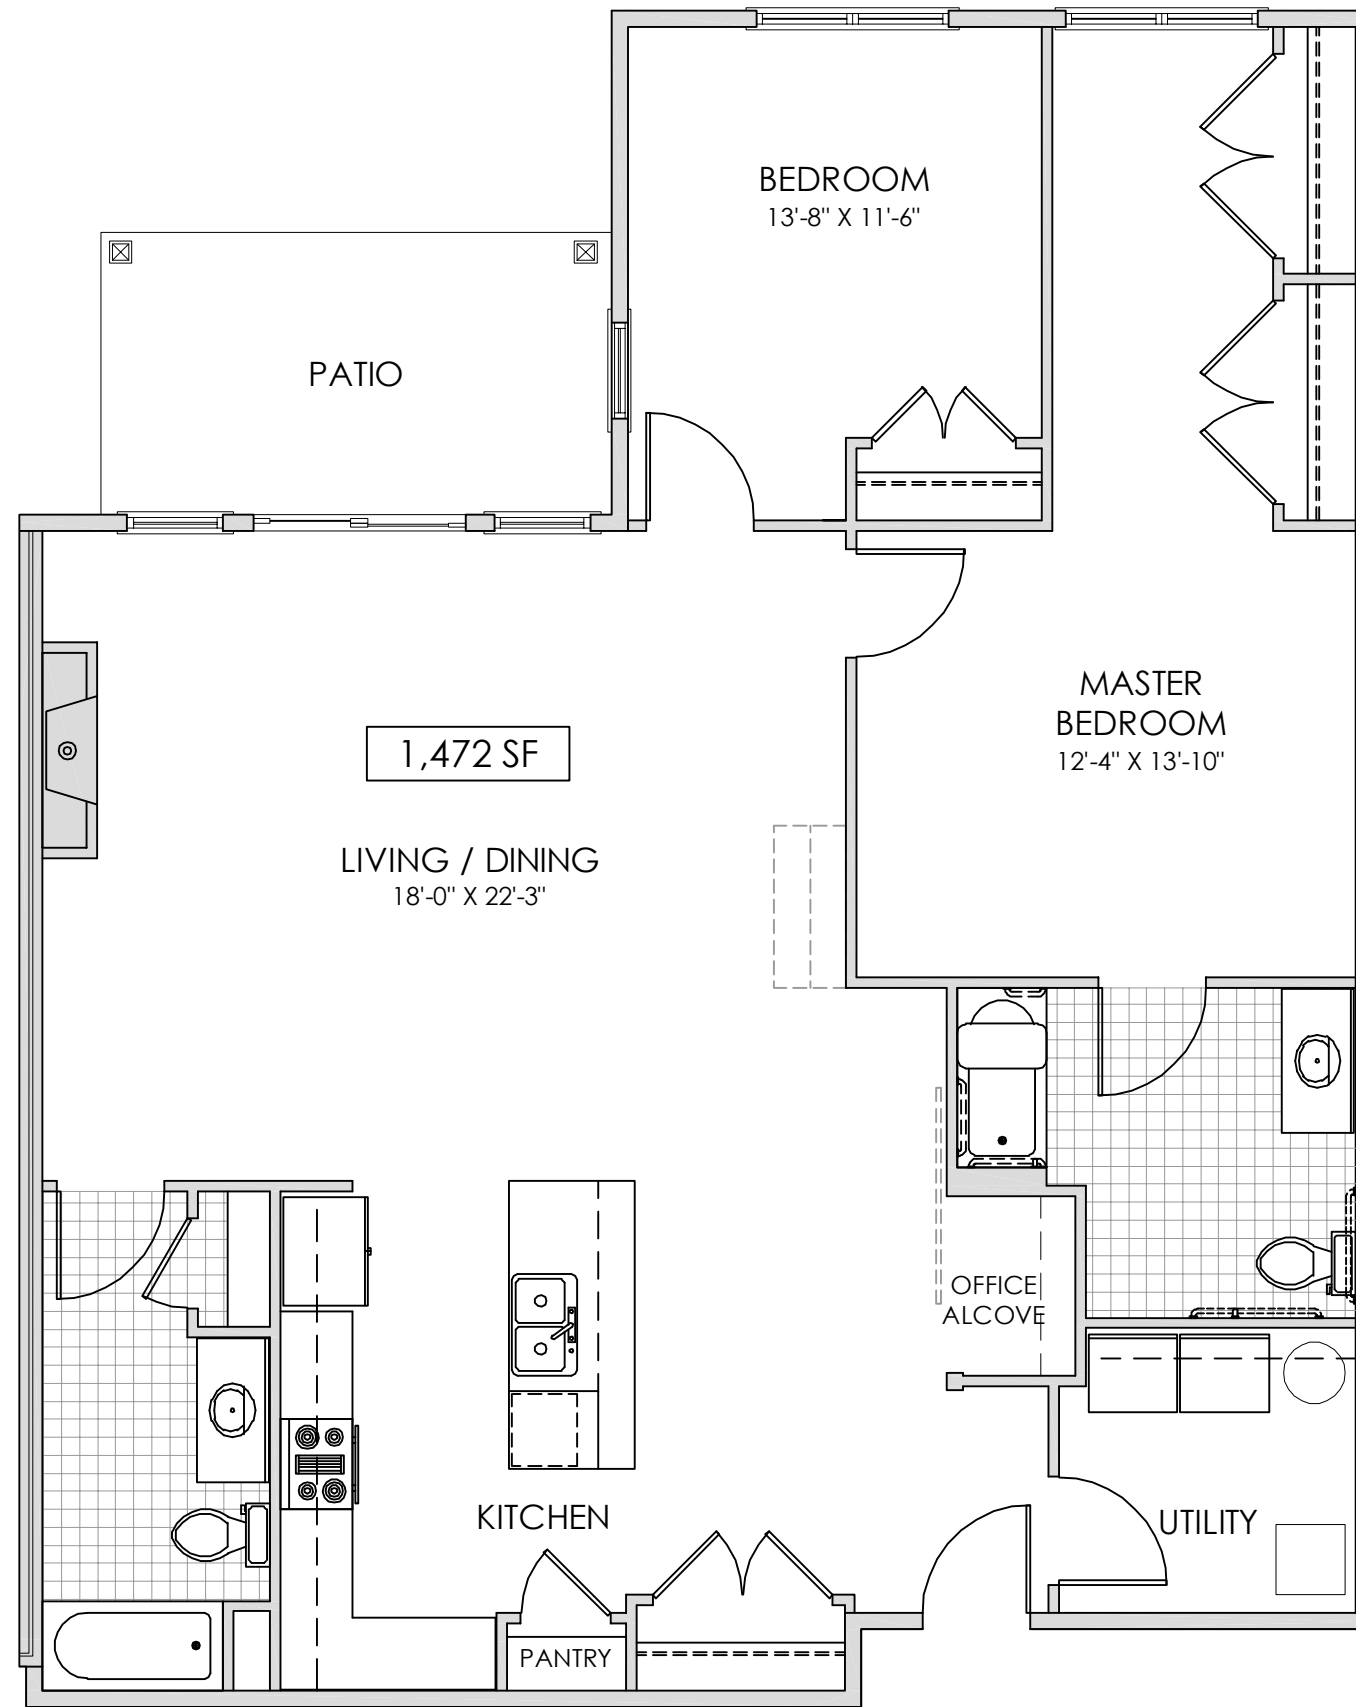 BEDROOM
13'-8" X 11'-6"
PATIO
MASTER
BEDROOM
12'-4" X 13'-10"
1,472 SF
LIVING / DINING
18'-0" X 22'-3"
OFFICE
ALCOVE
KITCHEN
UTILITY
PANTRY